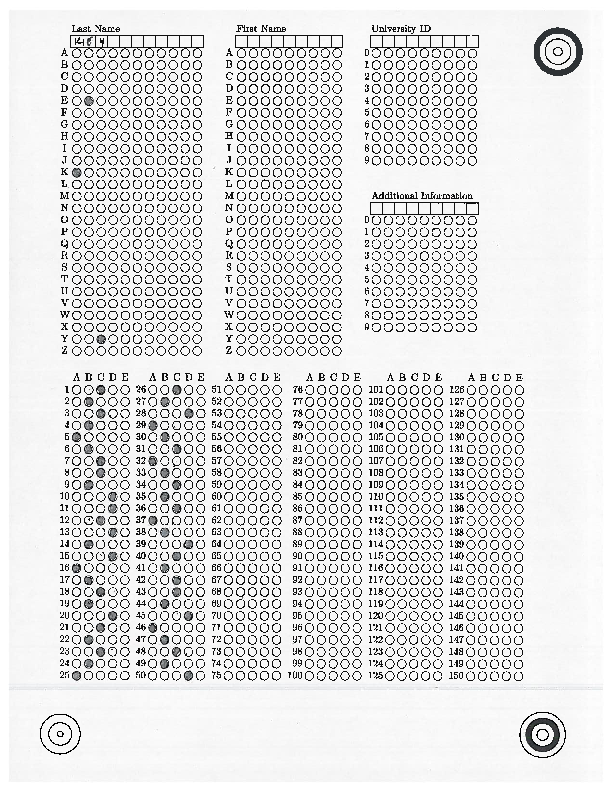 Last Name First Name University ID
K E Y
A A 0
B B 1
C C 2
D D 3
E E 4
F F 5
G G 6
H H 7
I I 8
J J 9
K K
L L
M M Additional Information
N N
O O 0
P P 1
Q Q 2
R R 3
S S 4
T T 5
U U 6
V V 7
W W 8
X X 9
Y Y
Z Z
A B C D E A B C D E A B C D E A B C D E A B C D E A B C D E
1 26 51 76 101 126
2 27 52 77 102 127
3 28 53 78 103 128
4 29 54 79 104 129
5 30 55 80 105 130
6 31 56 81 106 131
7 32 57 82 107 132
8 33 58 83 108 133
9 34 59 84 109 134
10 35 60 85 110 135
11 36 61 86 111 136
12 37 62 87 112 137
13 38 63 88 113 138
14 39 64 89 114 139
15 40 65 90 115 140
16 41 66 91 116 141
17 42 67 92 117 142
18 43 68 93 118 143
19 44 69 94 119 144
20 45 70 95 120 145
21 46 71 96 121 146
22 47 72 97 122 147
23 48 73 98 123 148
24 49 74 99 124 149
25 50 75 100 125 150